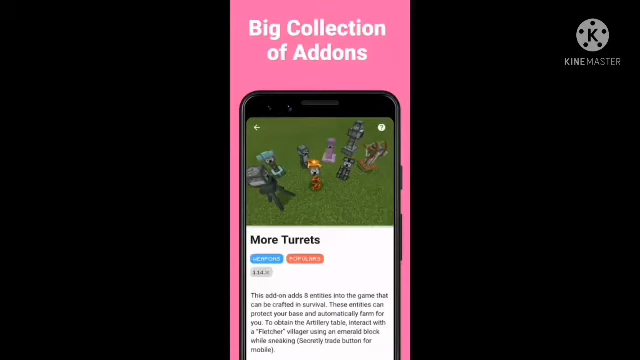 Big Collection
of Addons
K
KINEMASTER
More Turrets
WEAPONS POPULARS
1.14.X
This add-on adds 8 entities into the game that
can be crafted in survival. These entities can
protect your base and automatically farm for
you. To obtain the Artillery table, interact with
a "Fletcher" villager using an emerald block
while sneaking (Secretly trade button for
mobile).